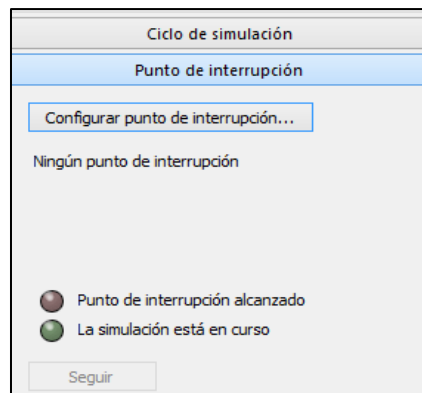 Ciclo de simulación
Punto de interrupción
Configurar punto de interrupción...
Ningún punto de interrupción
Punto de interrupción alcanzado
La simulación está en curso
Seguir